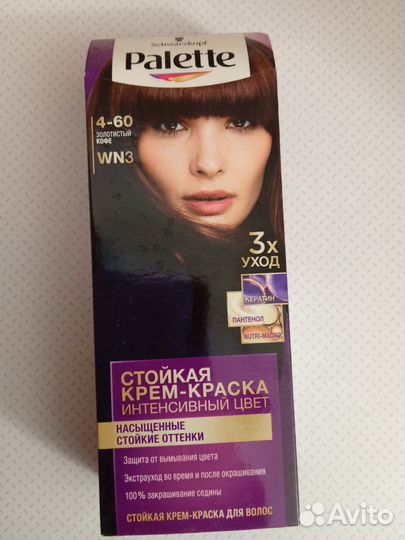 Schwarzkopf
Palette
4-60
ЗОЛОТИСТЫЙ
КОФЕ
WN3
3x
УХОД
КЕРАТИН
ПАНТЕНОЛ
NUTRI-МАСЛО
СТОЙКАЯ
КРЕМ-КРАСКА
ИНТЕНСИВНЫЙ ЦВЕТ
НАСЫЩЕННЫЕ
СТОЙКИЕ ОТТЕНКИ
Защита от вымывания цвета
Экстрауход во время и после окрашивания
100% закрашивание седины
СТОЙКАЯ КРЕМ-КРАСКА ДЛЯ ВОЛОС
Avito